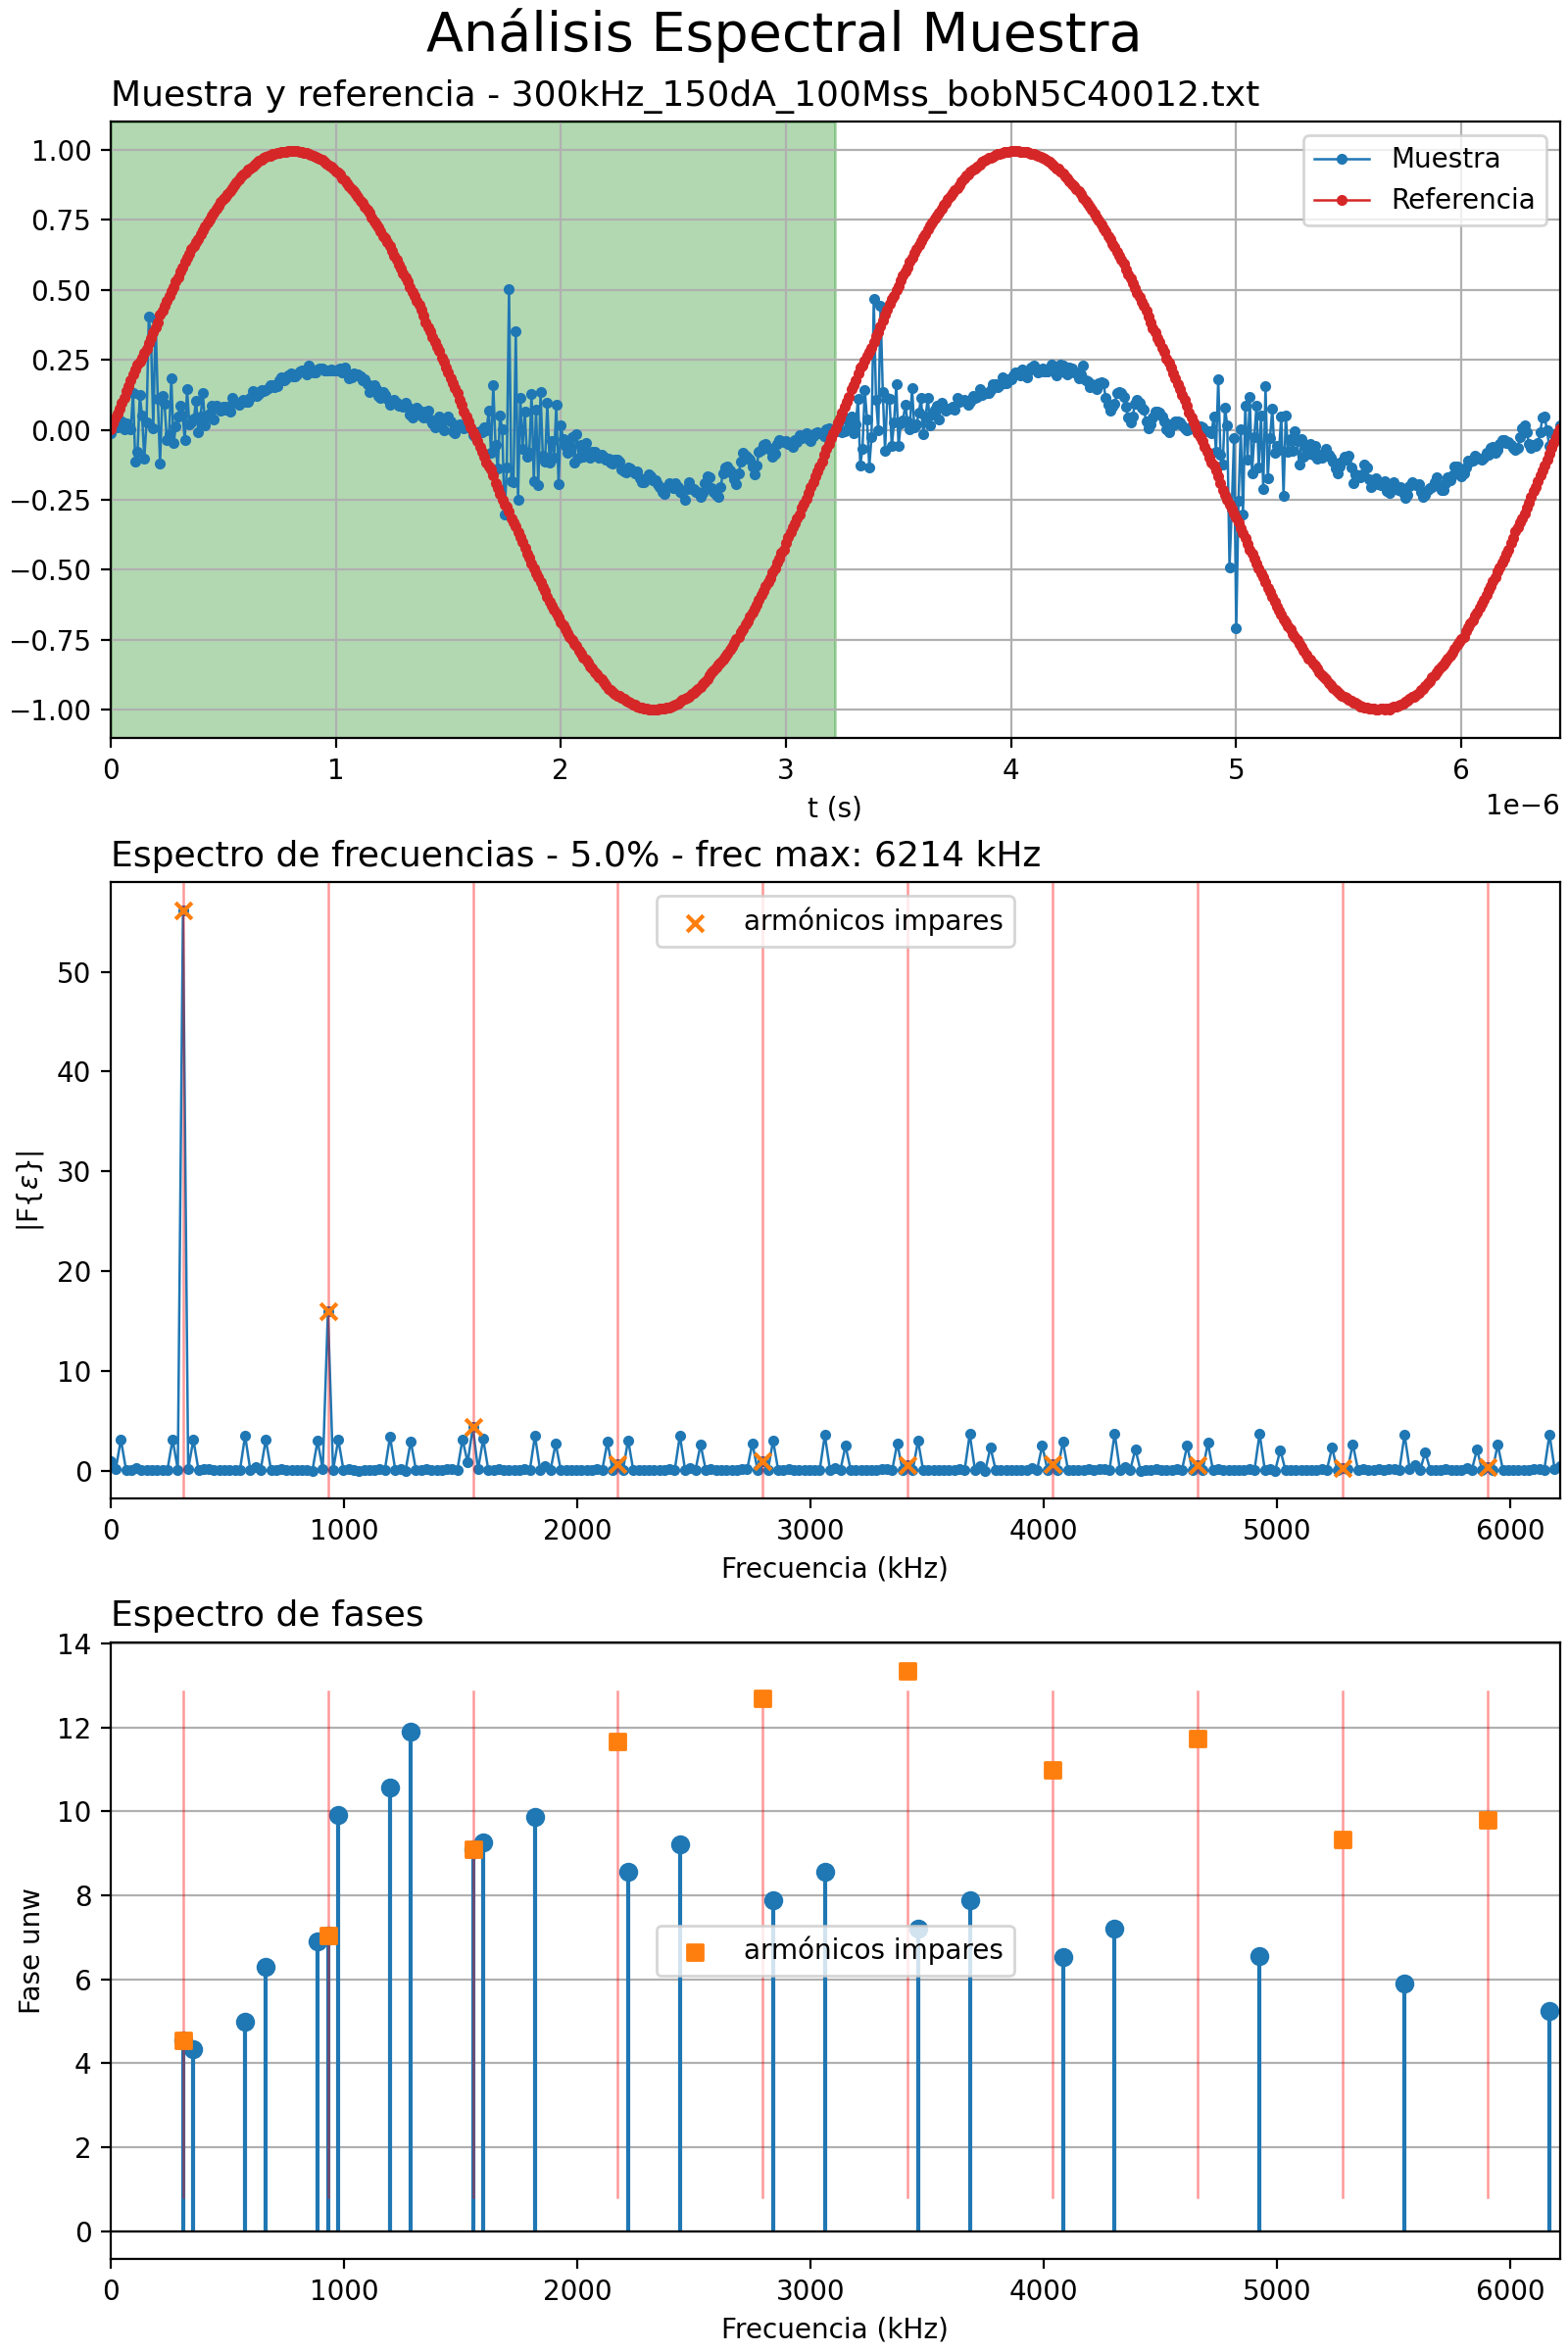 Análisis Espectral Muestra
Muestra y referencia - 300kHz_150dA_100Mss_bobN5C40012.txt
1.00
0.75
0.50
0.25
0.00
−0.25
−0.50
−0.75
−1.00
Muestra
Referencia
0 1 2 3 4 5 6
t (s)
1e−6
Espectro de frecuencias - 5.0% - frec max: 6214 kHz
armónicos impares
50
40
30
20
10
0
|F{ε}|
0 1000 2000 3000 4000 5000 6000
Frecuencia (kHz)
Espectro de fases
14
12
10
8
6
4
2
0
Fase unw
armónicos impares
0 1000 2000 3000 4000 5000 6000
Frecuencia (kHz)